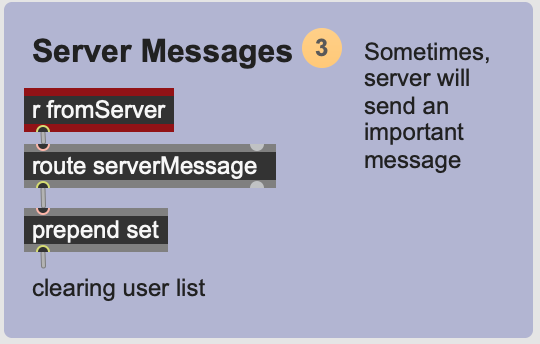 Server Messages 3
Sometimes,
server will
send an
important
message
r fromServer
route serverMessage
prepend set
clearing user list